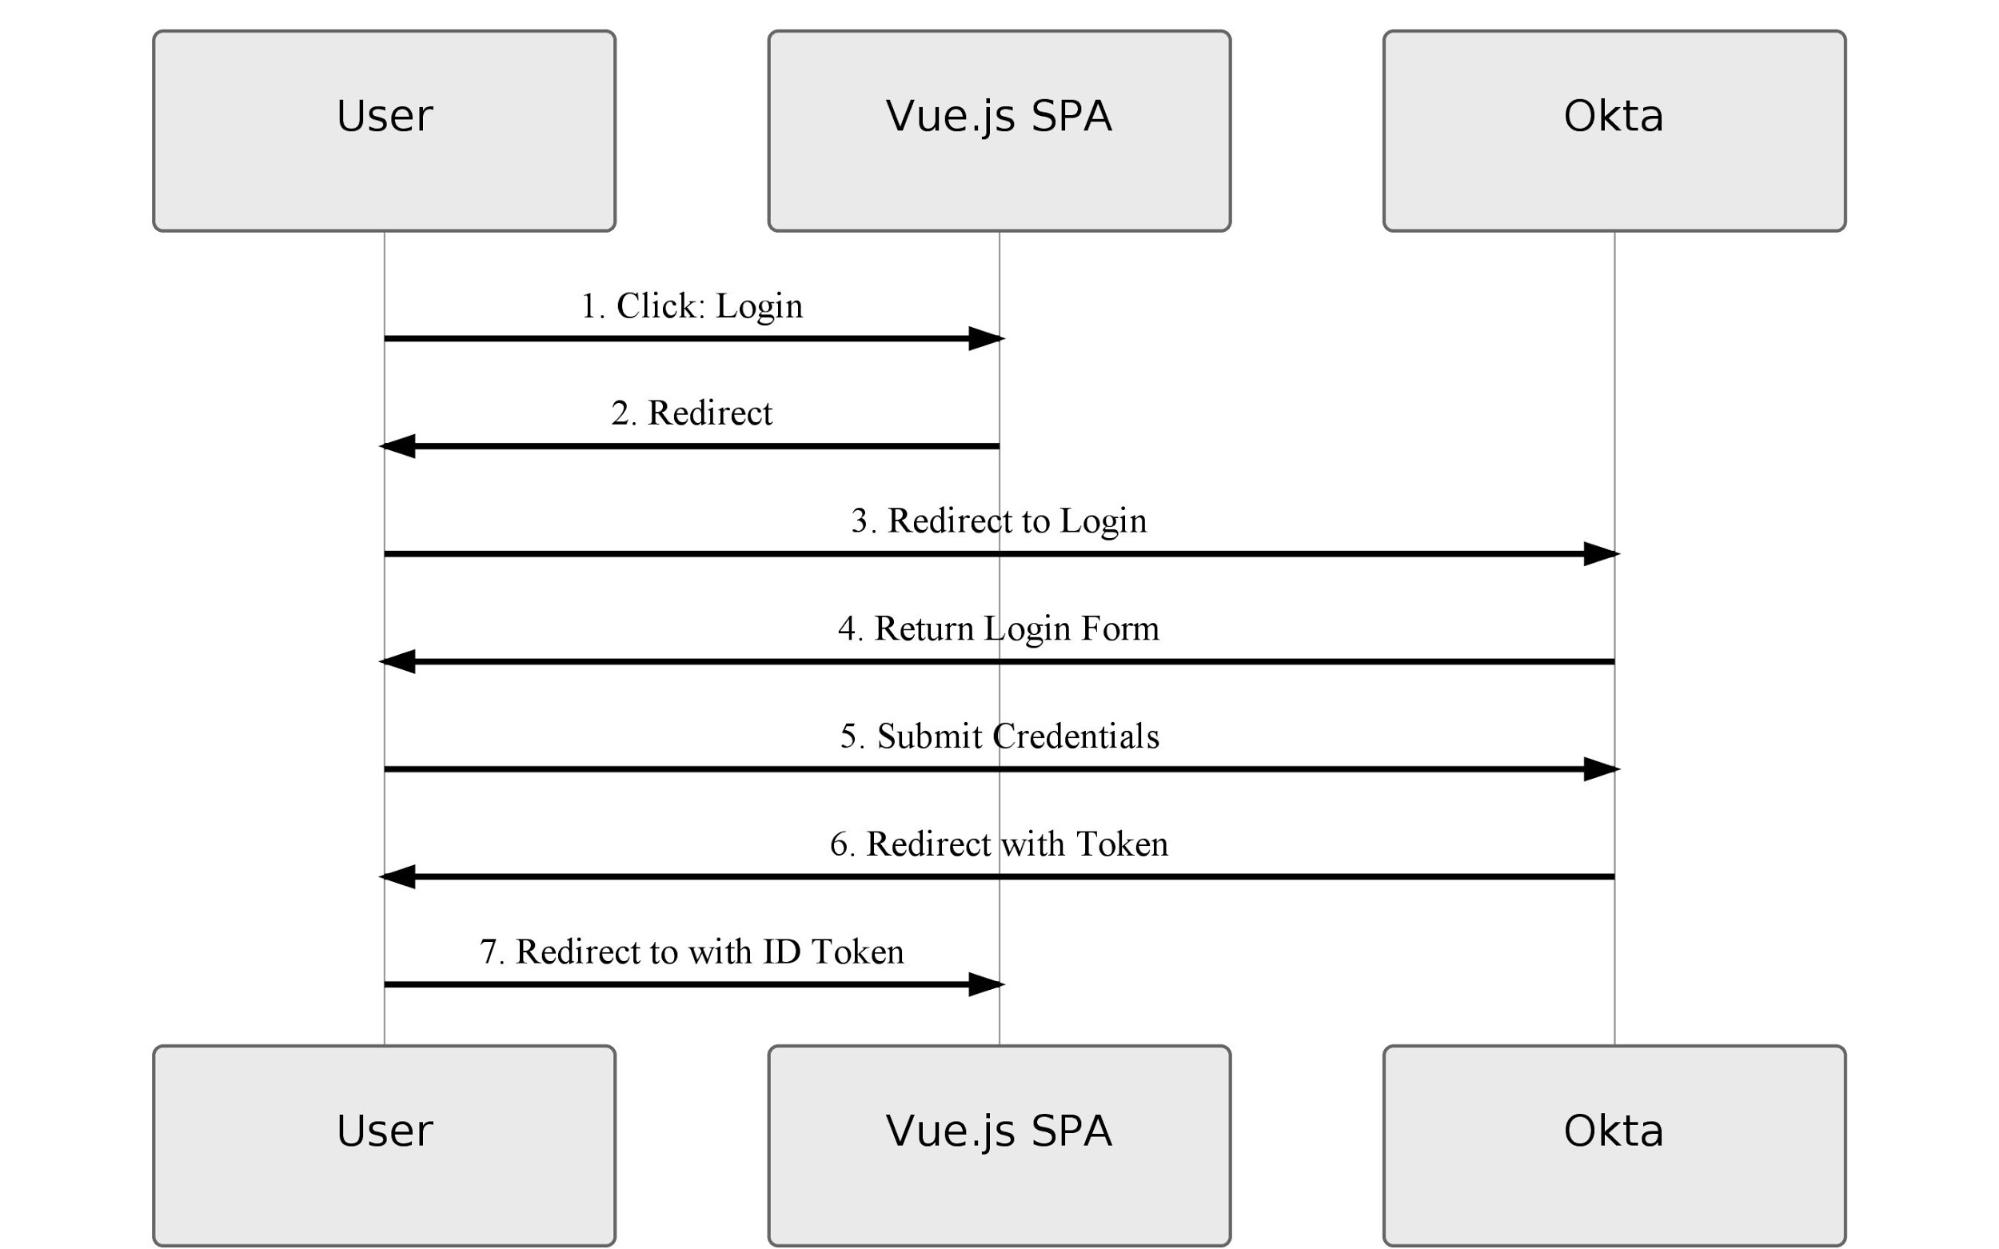 User
Vue.js SPA
Okta
1. Click: Login
2. Redirect
3. Redirect to Login
4. Return Login Form
5. Submit Credentials
6. Redirect with Token
7. Redirect to with ID Token
User
Vue.js SPA
Okta